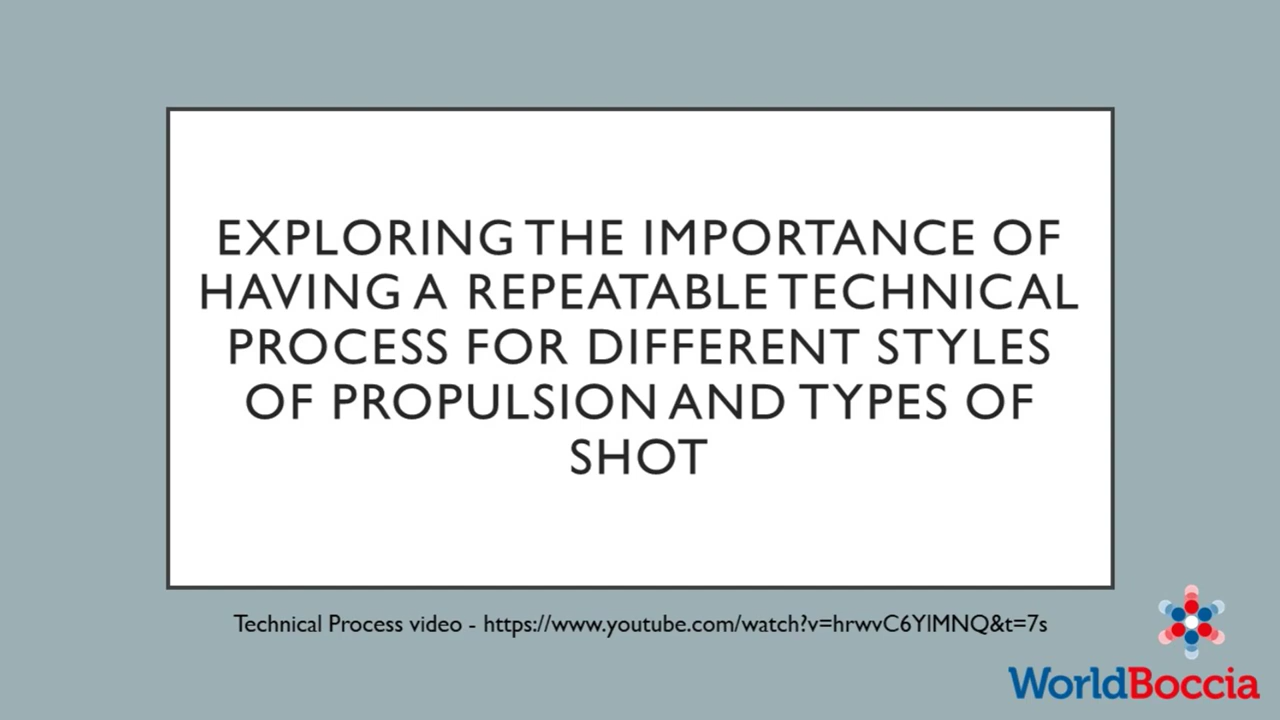 EXPLORING THE IMPORTANCE OF
HAVING A REPEATABLE TECHNICAL
PROCESS FOR DIFFERENT STYLES
OF PROPULSION AND TYPES OF
SHOT
Technical Process video - https://www.youtube.com/watch?v=hrwvC6YlMNQ&t=7s
WorldBoccia